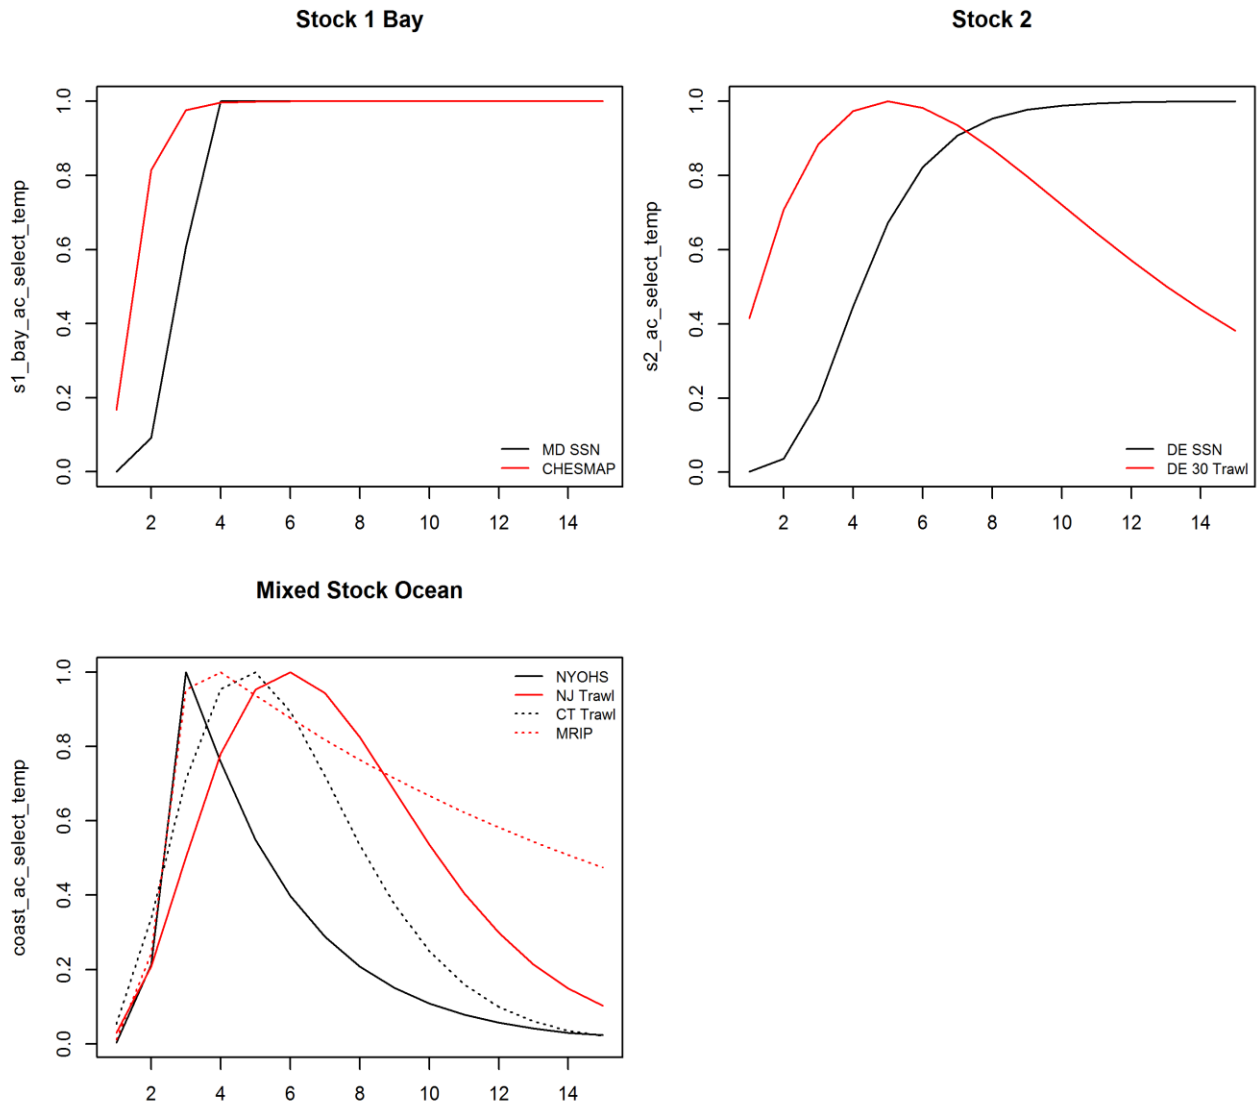 Stock 1 Bay
s1_bay_ac_select_temp
0.0 0.2 0.4 0.6 0.8 1.0
MD SSN
CHESMAP
2 4 6 8 10 12 14
Stock 2
s2_ac_select_temp
0.0 0.2 0.4 0.6 0.8 1.0
DE SSN
DE 30 Trawl
2 4 6 8 10 12 14
Mixed Stock Ocean
coast_ac_select_temp
0.0 0.2 0.4 0.6 0.8 1.0
NYOHS
NJ Trawl
CT Trawl
MRIP
2 4 6 8 10 12 14